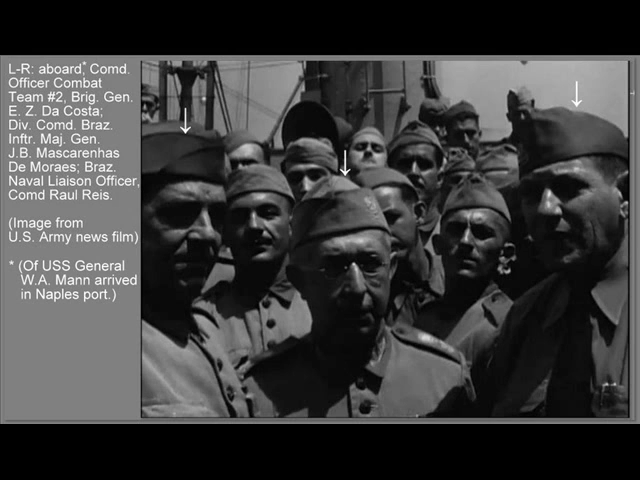 L-R: aboard,* Comd.
Officer Combat
Team #2, Brig. Gen.
E. Z. Da Costa;
Div. Comd. Braz.
Inftr. Maj. Gen.
J.B. Mascarenhas
De Moraes; Braz.
Naval Liaison Officer,
Comd Raul Reis.
(Image from
U.S. Army news film)
* (Of USS General
W.A. Mann arrived
in Naples port.)